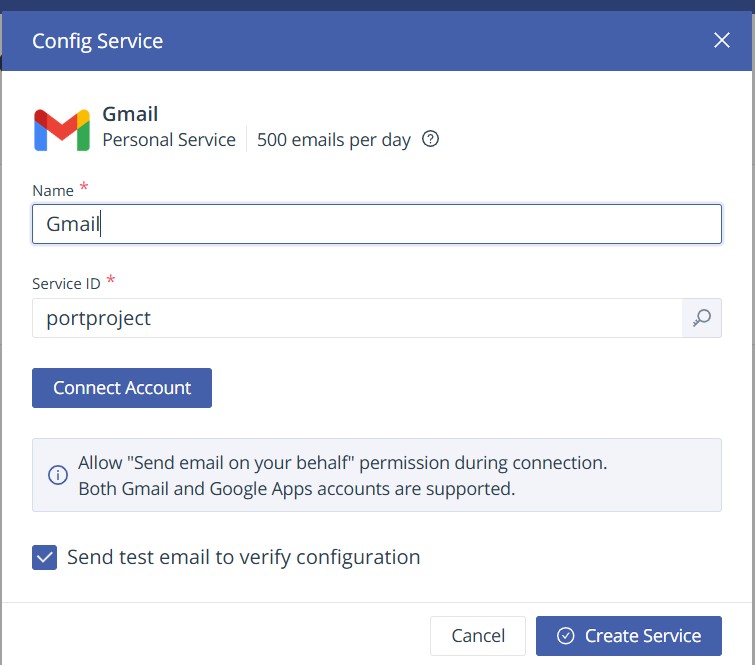 Config Service
Gmail
Personal Service
500 emails per day
Name *
Gmail
Service ID *
portproject
Connect Account
Allow "Send email on your behalf" permission during connection.
Both Gmail and Google Apps accounts are supported.
Send test email to verify configuration
Cancel
Create Service